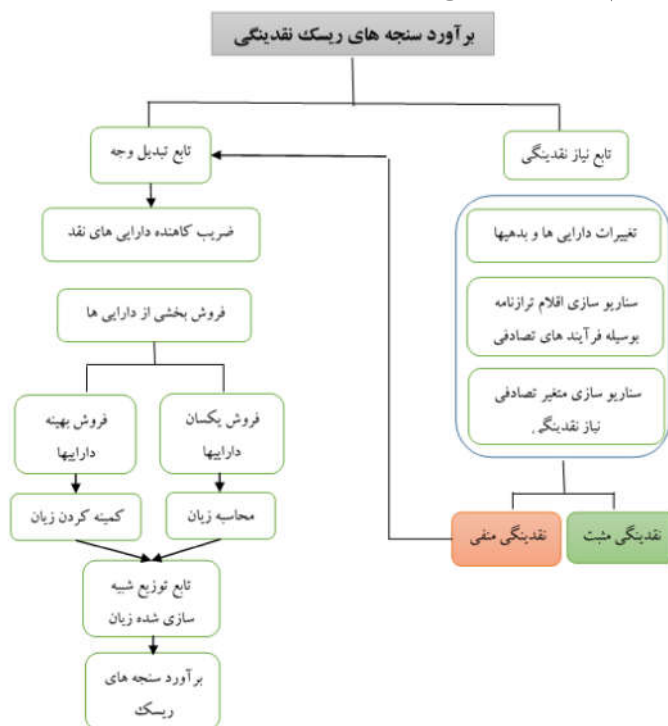 برآورد سنجه های ریسک نقدینگی
تابع نیاز نقدینگی
تغییرات دارایی ها و بدهیها
سناریو سازی اقلام ترازنامه
بوسیله فرآیند های تصادفی
سناریو سازی متغیر تصادفی
نیاز نقدینگی
نقدینگی مثبت
نقدینگی منفی
تابع تبدیل وجه
ضریب کاهنده دارایی های نقد
فروش بخشی از دارایی ها
فروش یکسان
داراییها
محاسبه زیان
فروش بهینه
داراییها
کمینه کردن زیان
تابع توزیع شبیه
سازی شده زیان
برآورد سنجه های
ریسک